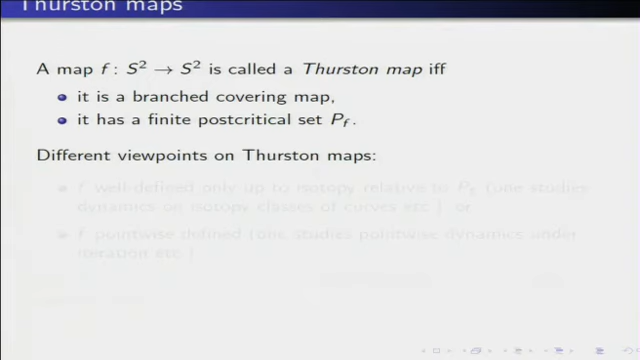 Thurston maps
A map f : S² → S² is called a Thurston map iff
it is a branched covering map,
it has a finite postcritical set P_f.
Different viewpoints on Thurston maps:
f well-defined only up to isotopy relative to P_f (one studies
dynamics on isotopy classes of curves etc.) or
f pointwise defined (one studies pointwise dynamics under
iteration etc.)